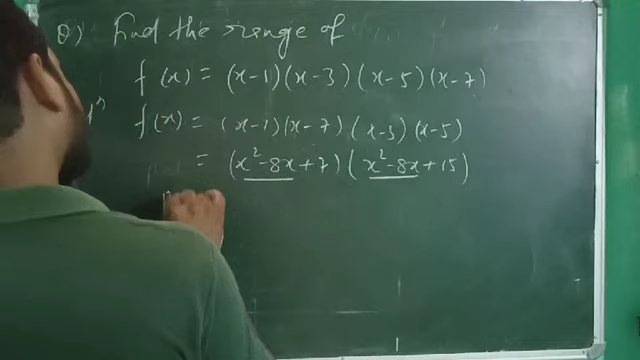 Q) Find the range of
f(x) = (x-1)(x-3)(x-5)(x-7)
f(x) = (x-1)(x-7)(x-3)(x-5)
= (x²-8x+7)(x²-8x+15)